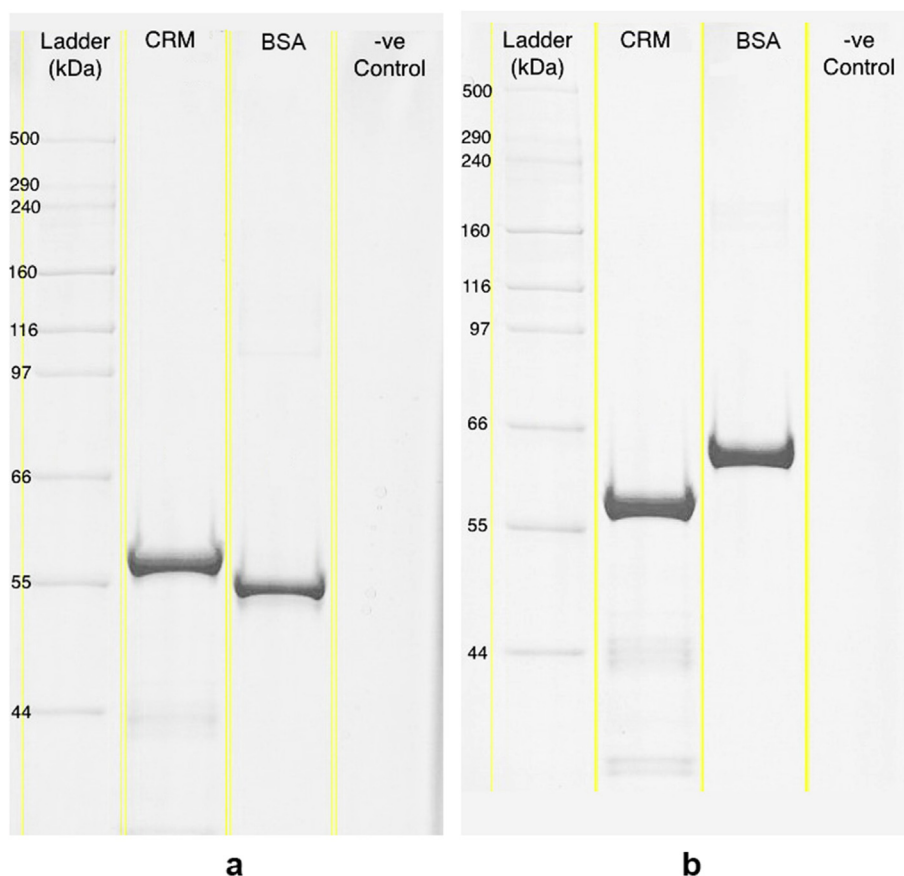 Ladder
(kDa)
CRM
BSA
-ve
Control
500
290
240
160
116
97
66
55
44
a
Ladder
(kDa)
CRM
BSA
-ve
Control
500
290
240
160
116
97
66
55
44
b